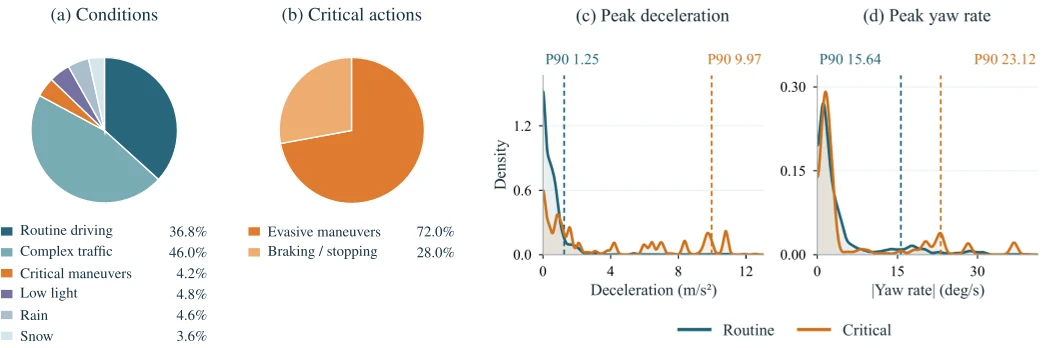 (a) Conditions
Routine driving 36.8%
Complex traffic 46.0%
Critical maneuvers 4.2%
Low light 4.8%
Rain 4.6%
Snow 3.6%
(b) Critical actions
Evasive maneuvers 72.0%
Braking / stopping 28.0%
(c) Peak deceleration
P90 1.25 P90 9.97
Density
1.2
0.6
0.0
0 4 8 12
Deceleration (m/s²)
(d) Peak yaw rate
P90 15.64 P90 23.12
0.30
0.15
0.00
0 15 30
|Yaw rate| (deg/s)
Routine Critical